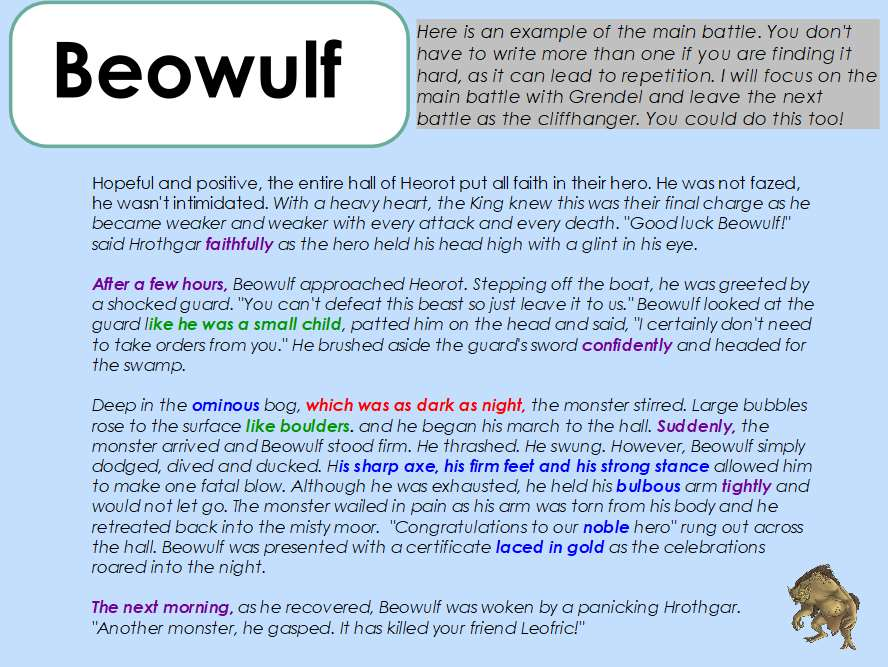 Beowulf
Here is an example of the main battle. You don't
have to write more than one if you are finding it
hard, as it can lead to repetition. I will focus on the
main battle with Grendel and leave the next
battle as the cliffhanger. You could do this too!
Hopeful and positive, the entire hall of Heorot put all faith in their hero. He was not fazed,
he wasn't intimidated. With a heavy heart, the King knew this was their final charge as he
became weaker and weaker with every attack and every death. "Good luck Beowulf!"
said Hrothgar faithfully as the hero held his head high with a glint in his eye.
After a few hours, Beowulf approached Heorot. Stepping off the boat, he was greeted by
a shocked guard. "You can't defeat this beast so just leave it to us." Beowulf looked at the
guard like he was a small child, patted him on the head and said, "I certainly don't need
to take orders from you." He brushed aside the guard's sword confidently and headed for
the swamp.
Deep in the ominous bog, which was as dark as night, the monster stirred. Large bubbles
rose to the surface like boulders. and he began his march to the hall. Suddenly, the
monster arrived and Beowulf stood firm. He thrashed. He swung. However, Beowulf simply
dodged, dived and ducked. His sharp axe, his firm feet and his strong stance allowed him
to make one fatal blow. Although he was exhausted, he held his bulbous arm tightly and
would not let go. The monster wailed in pain as his arm was torn from his body and he
retreated back into the misty moor. "Congratulations to our noble hero" rung out across
the hall. Beowulf was presented with a certificate laced in gold as the celebrations
roared into the night.
The next morning, as he recovered, Beowulf was woken by a panicking Hrothgar.
"Another monster, he gasped. It has killed your friend Leofric!"